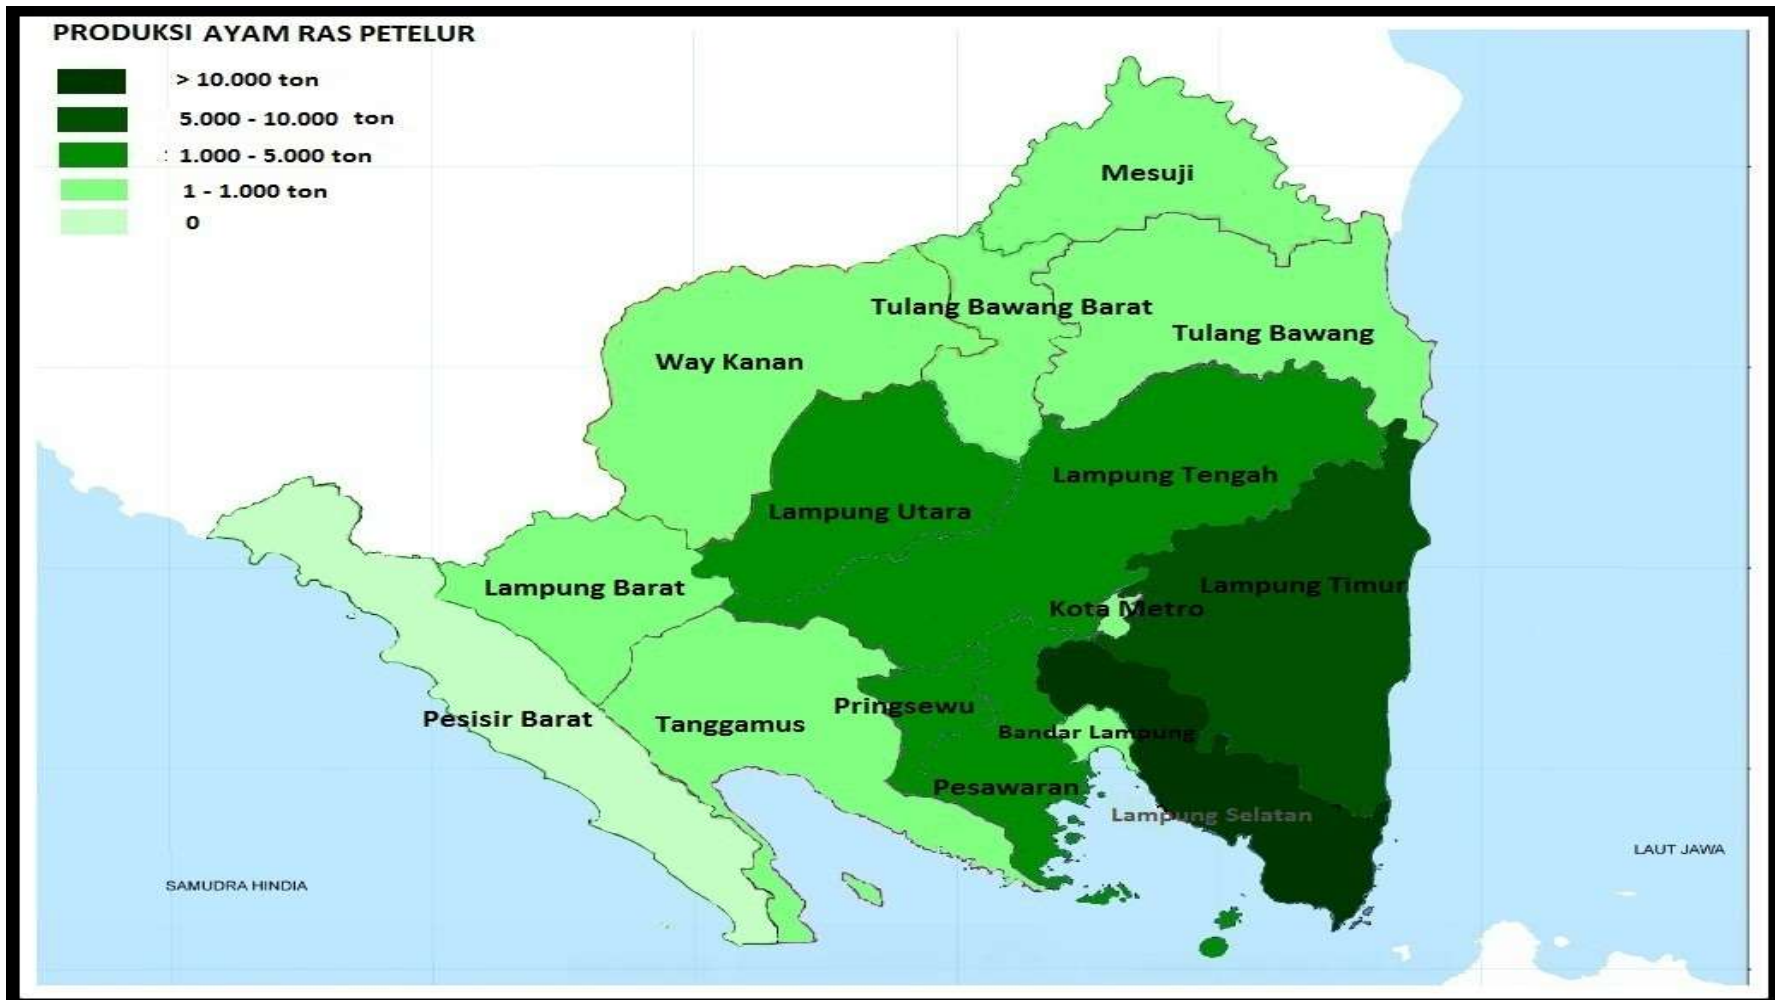 PRODUKSI AYAM RAS PETELUR
> 10.000 ton
5.000 - 10.000 ton
: 1.000 - 5.000 ton
1 - 1.000 ton
0
Mesuji
Tulang Bawang Barat
Tulang Bawang
Way Kanan
Lampung Tengah
Lampung Utara
Lampung Barat
Lampung Timur
Kota Metro
Pringsewu
Pesisir Barat
Tanggamus
Bandar Lampung
Pesawaran
Lampung Selatan
LAUT JAWA
SAMUDRA HINDIA